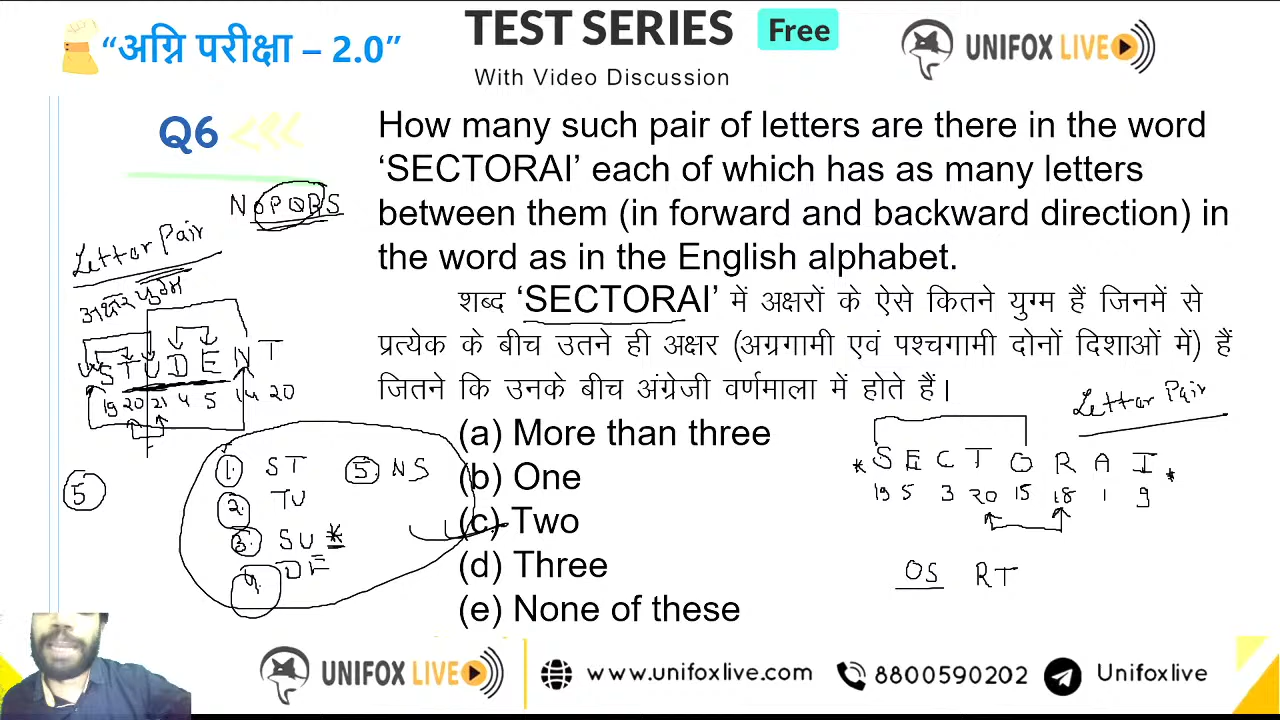 “अग्नि परीक्षा – 2.0”
TEST SERIES Free
With Video Discussion
UNIFOX LIVE
Q6
How many such pair of letters are there in the word
‘SECTORAI’ each of which has as many letters
between them (in forward and backward direction) in
the word as in the English alphabet.
शब्द ‘SECTORAI’ में अक्षरों के ऐसे कितने युग्म हैं जिनमें से
प्रत्येक के बीच उतने ही अक्षर (अग्रगामी एवं पश्चगामी दोनों दिशाओं में) हैं
जितने कि उनके बीच अंग्रेजी वर्णमाला में होते हैं।
(a) More than three
(b) One
(c) Two
(d) Three
(e) None of these
NOPQRS
Letter Pair
अक्षर युग्म
STUDENT
19 20 21 4 5 14 20
5
1. ST 5. NS
2. TU
3. SU *
4. DE
Letter Pair
* S E C T O R A I *
19 5 3 20 15 18 1 9
OS RT
UNIFOX LIVE
www.unifoxlive.com
8800590202
Unifoxlive